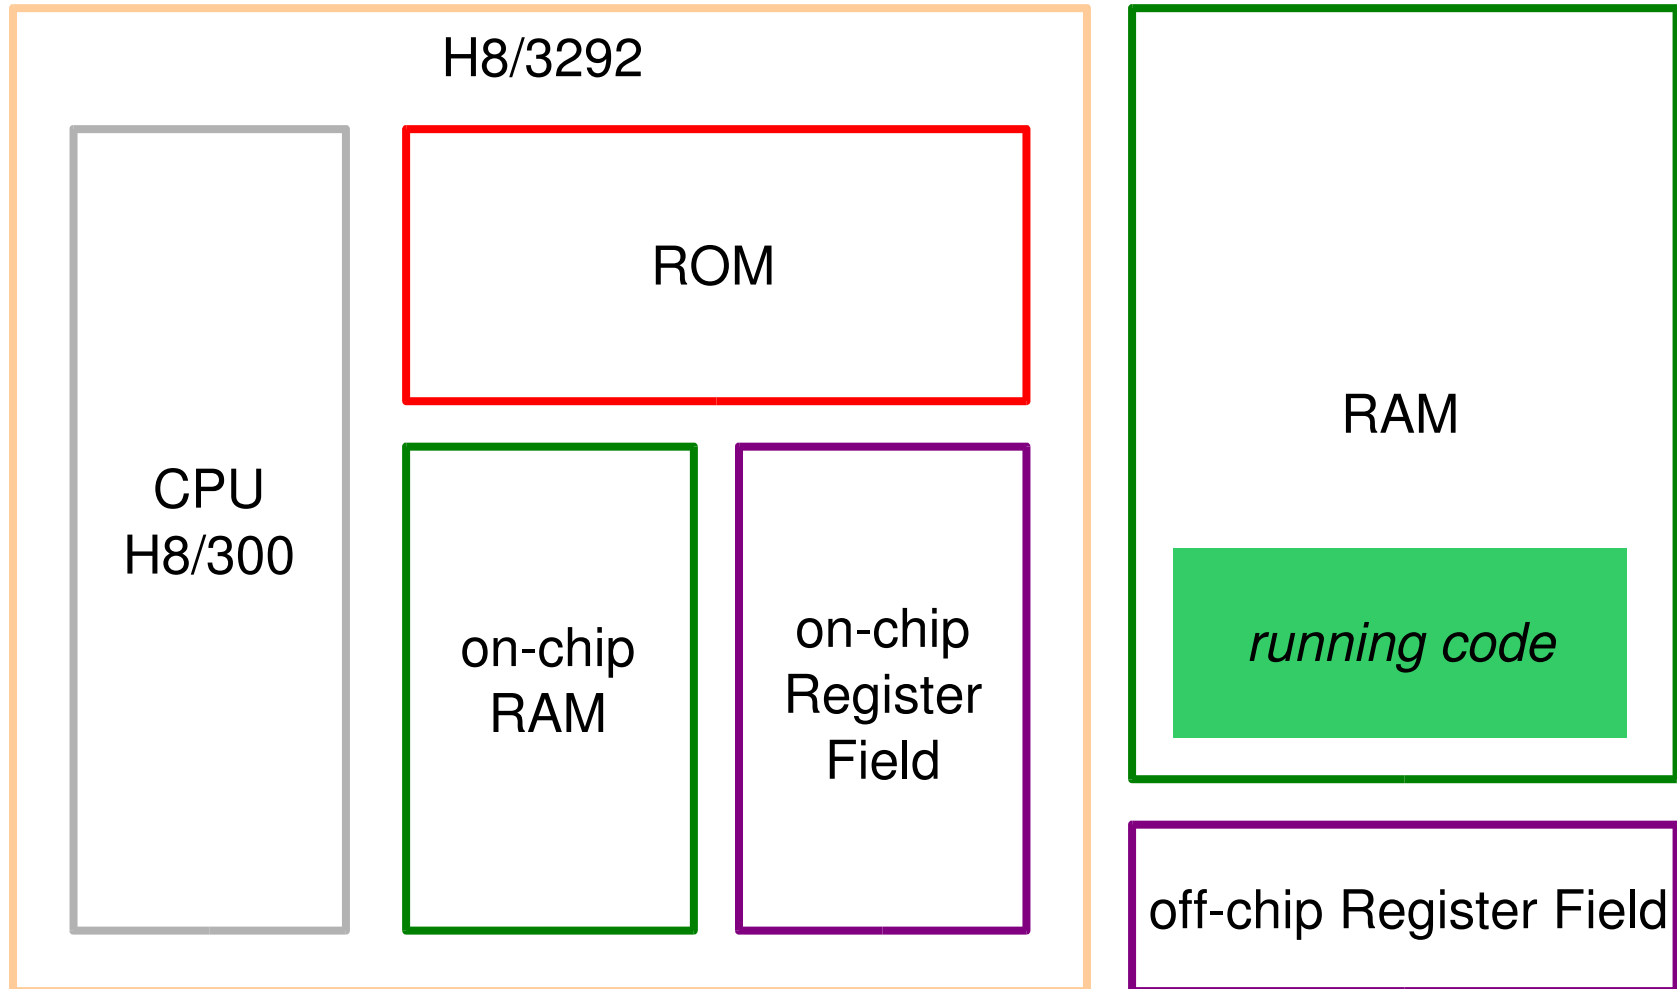 H8/3292
ROM
CPU
H8/300
on-chip
RAM
on-chip
Register
Field
RAM
running code
off-chip Register Field